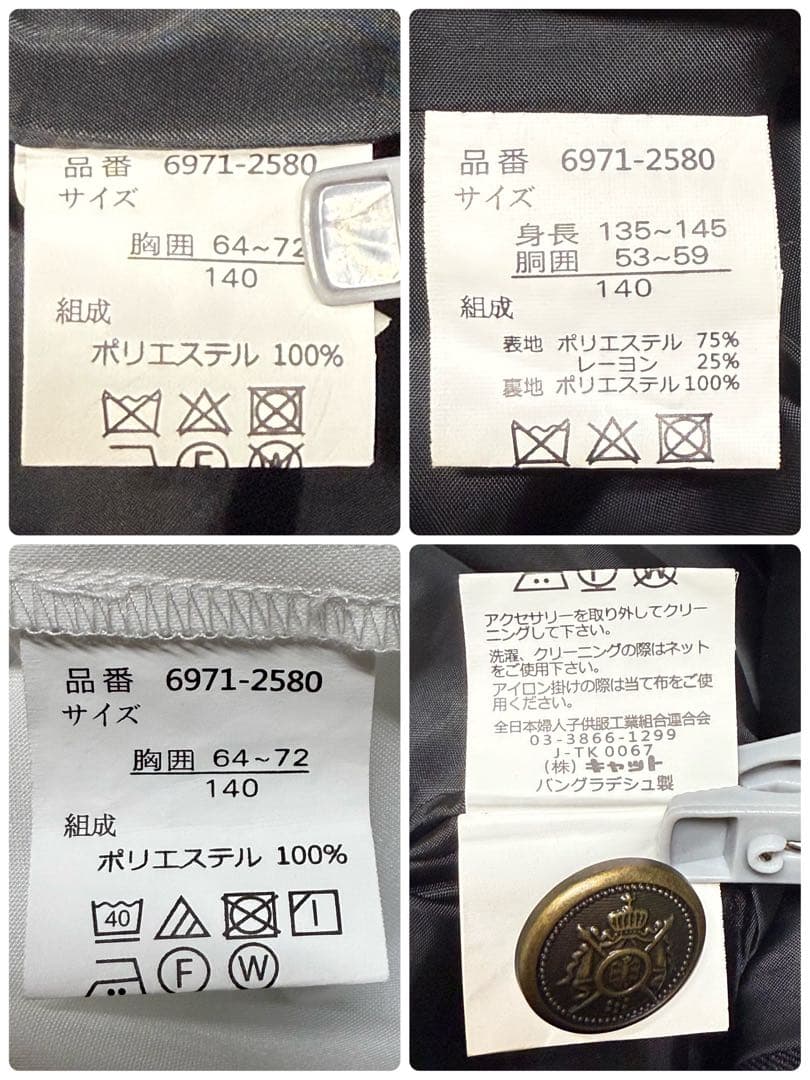 品番 6971-2580
サイズ
胸囲 64~72
140
組成
ポリエステル 100%
F
W
品番 6971-2580
サイズ
身長 135~145
胴囲 53~59
140
組成
表地 ポリエステル 75%
レーヨン 25%
裏地 ポリエステル 100%
品番 6971-2580
サイズ
胸囲 64~72
140
組成
ポリエステル 100%
40
F
W
W
アクセサリーを取り外してクリー
ニングして下さい。
洗濯、クリーニングの際はネット
をご使用下さい。
アイロン掛けの際は当て布をご使
用ください。
全日本婦人子供服工業組合連合会
03-3866-1299
J-TK0067
(株) キャット
バングラデシュ製